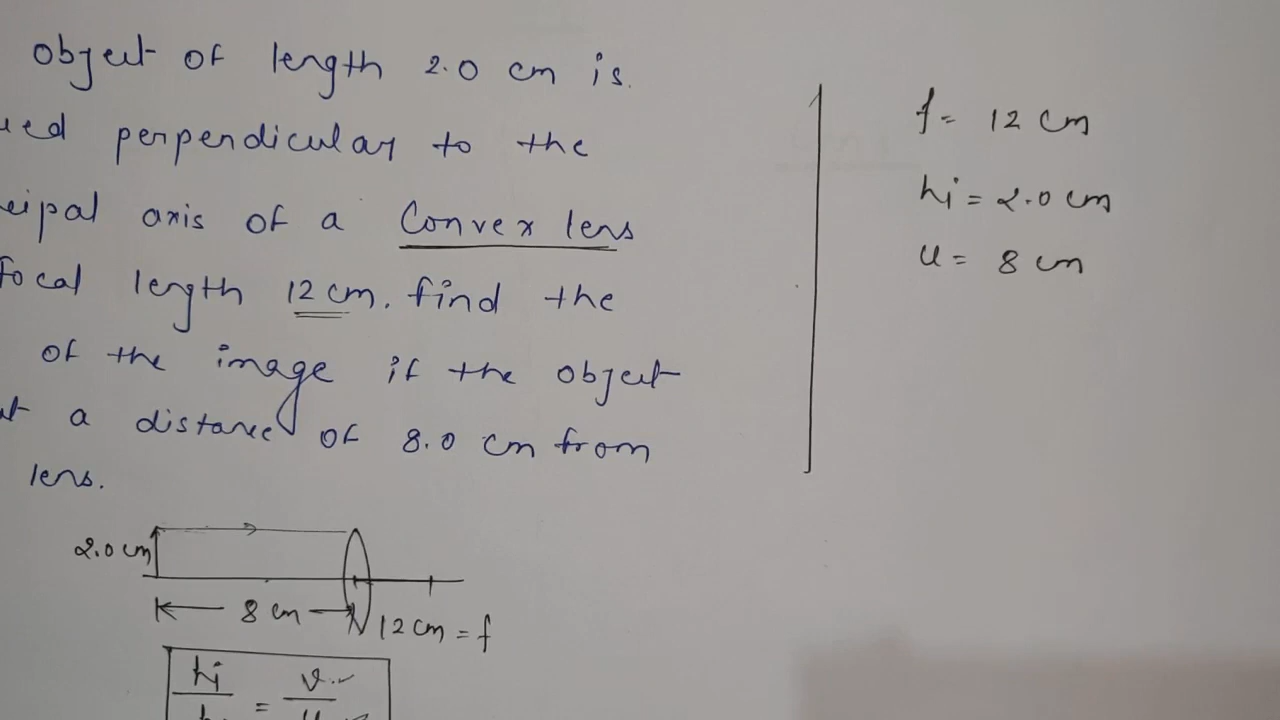 object of length 2.0 cm is.
perpendicular to the
axis of a Convex lens
focal length 12 cm. find the
of the image if the object
a distance of 8.0 cm from
lens.
2.0 cm
8 cm
12 cm = f
hi = v
u
f = 12 cm
hi = 2.0 cm
u = 8 cm